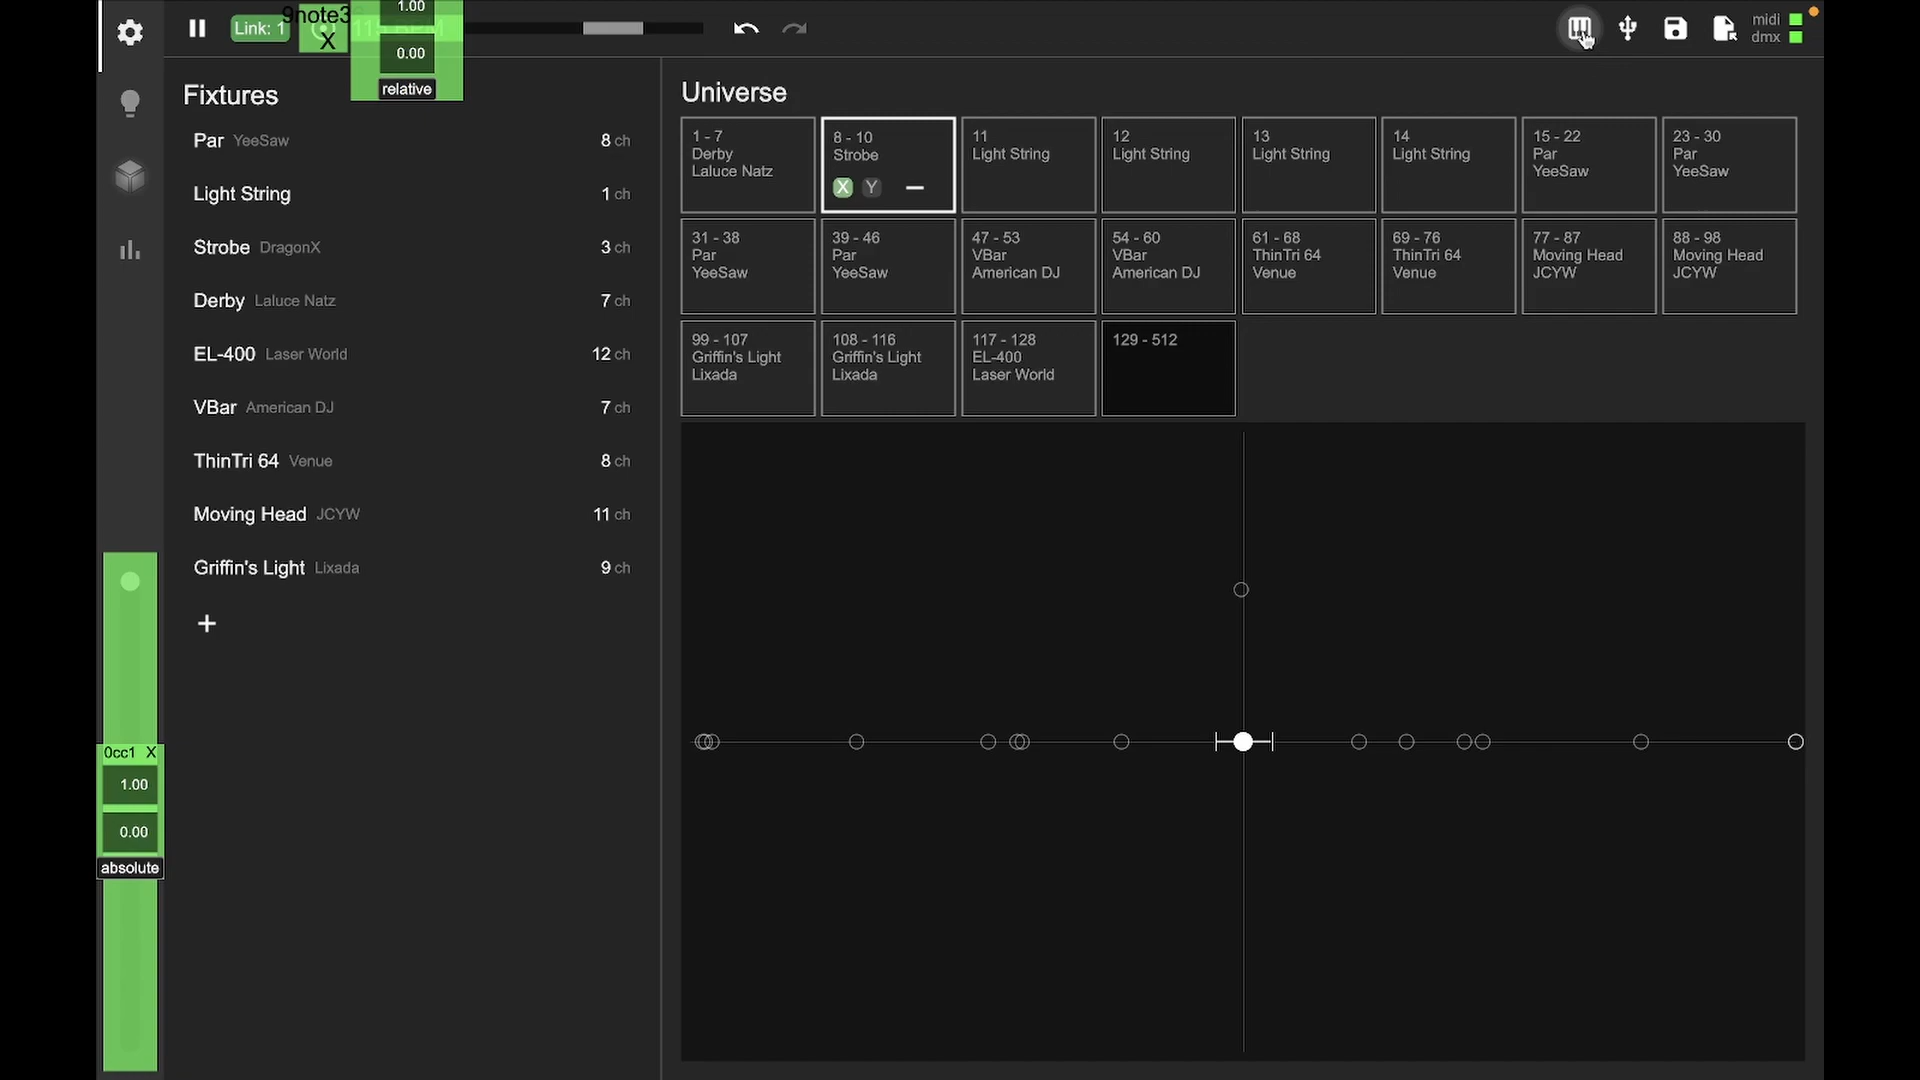 9note3
1.00
Link: 1
X
0.00
relative
midi
dmx
Fixtures
Par YeeSaw 8 ch
Light String 1 ch
Strobe DragonX 3 ch
Derby Laluce Natz 7 ch
EL-400 Laser World 12 ch
VBar American DJ 7 ch
ThinTri 64 Venue 8 ch
Moving Head JCYW 11 ch
Griffin's Light Lixada 9 ch
+
0cc1 X
1.00
0.00
absolute
Universe
1 - 7
Derby
Laluce Natz
8 - 10
Strobe
X Y
11
Light String
12
Light String
13
Light String
14
Light String
15 - 22
Par
YeeSaw
23 - 30
Par
YeeSaw
31 - 38
Par
YeeSaw
39 - 46
Par
YeeSaw
47 - 53
VBar
American DJ
54 - 60
VBar
American DJ
61 - 68
ThinTri 64
Venue
69 - 76
ThinTri 64
Venue
77 - 87
Moving Head
JCYW
88 - 98
Moving Head
JCYW
99 - 107
Griffin's Light
Lixada
108 - 116
Griffin's Light
Lixada
117 - 128
EL-400
Laser World
129 - 512